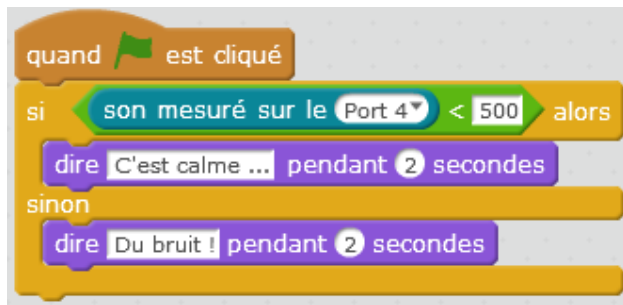 quand est cliqué
si son mesuré sur le Port 4 < 500 alors
dire C'est calme ... pendant 2 secondes
sinon
dire Du bruit ! pendant 2 secondes